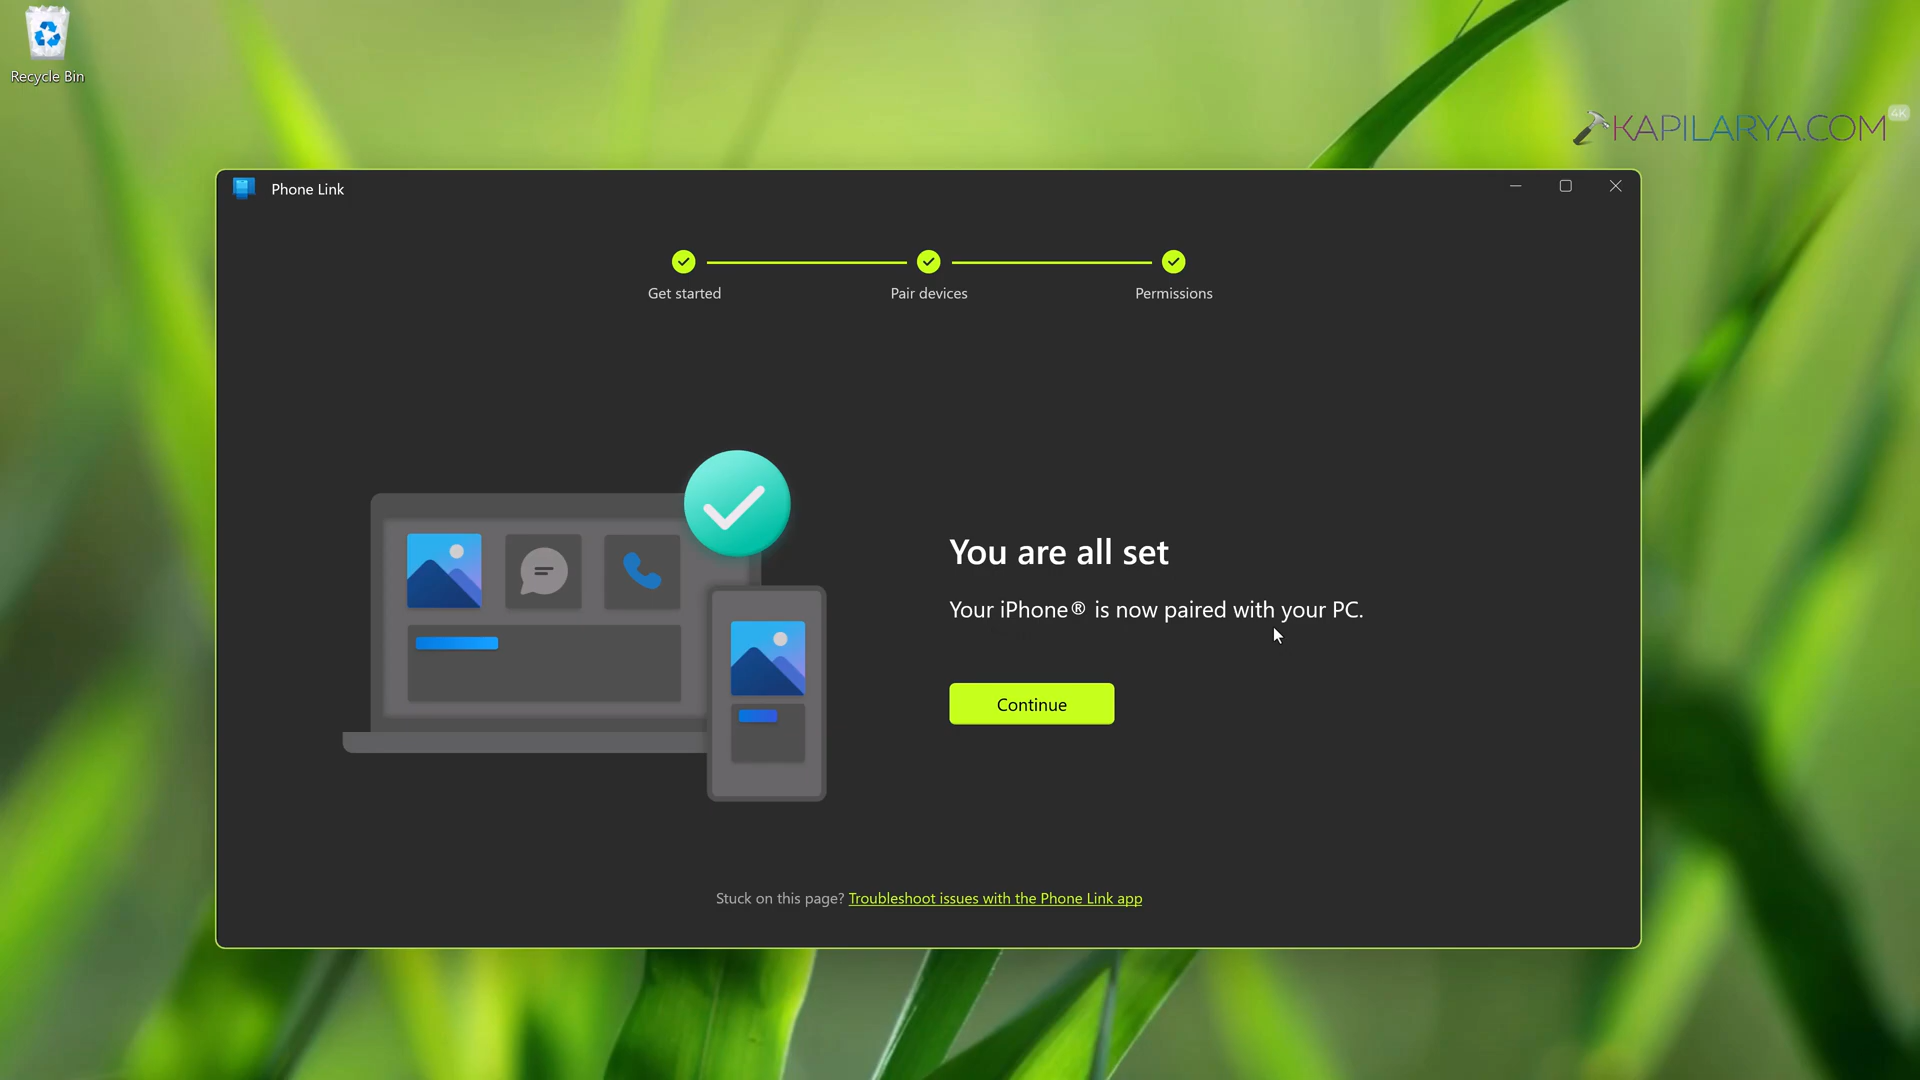 Recycle Bin
KAPILARYA.COM
4K
Phone Link
Get started
Pair devices
Permissions
You are all set
Your iPhone® is now paired with your PC.
Continue
Stuck on this page? Troubleshoot issues with the Phone Link app